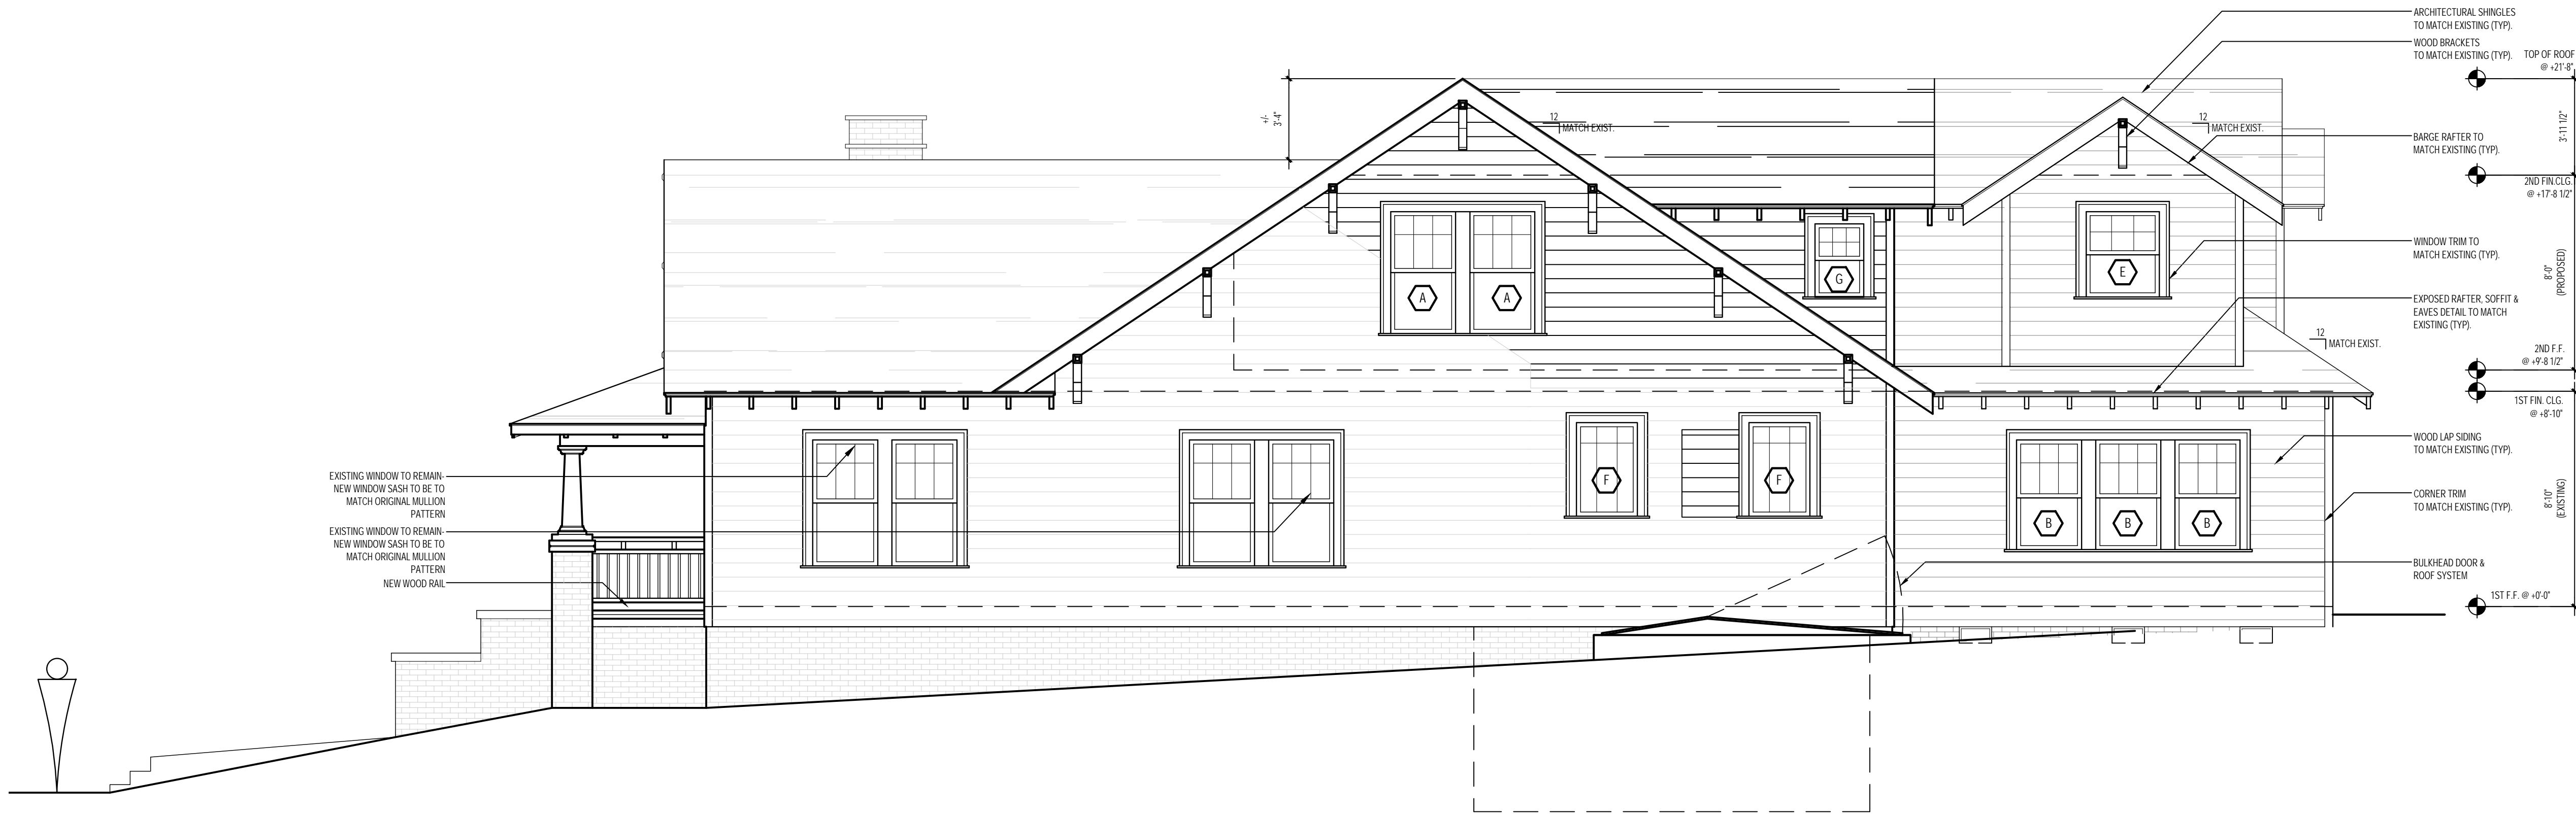 ARCHITECTURAL SHINGLES
TO MATCH EXISTING (TYP).
WOOD BRACKETS
TO MATCH EXISTING (TYP).
TOP OF ROOF
@ +21'-8"
+/-
3'-4"
12
MATCH EXIST.
12
MATCH EXIST.
BARGE RAFTER TO
MATCH EXISTING (TYP).
3'-11 1/2"
2ND FIN.CLG.
@ +17'-8 1/2"
WINDOW TRIM TO
MATCH EXISTING (TYP).
8'-0"
(PROPOSED)
A
A
G
E
EXPOSED RAFTER, SOFFIT &
EAVES DETAIL TO MATCH
EXISTING (TYP).
12
MATCH EXIST.
2ND F.F.
@ +9'-8 1/2"
1ST FIN. CLG.
@ +8'-10"
WOOD LAP SIDING
TO MATCH EXISTING (TYP).
EXISTING WINDOW TO REMAIN-
NEW WINDOW SASH TO BE TO
MATCH ORIGINAL MULLION
PATTERN
F
F
CORNER TRIM
TO MATCH EXISTING (TYP).
8'-10"
(EXISTING)
B
B
B
EXISTING WINDOW TO REMAIN-
NEW WINDOW SASH TO BE TO
MATCH ORIGINAL MULLION
PATTERN
NEW WOOD RAIL
BULKHEAD DOOR &
ROOF SYSTEM
1ST F.F. @ +0'-0"